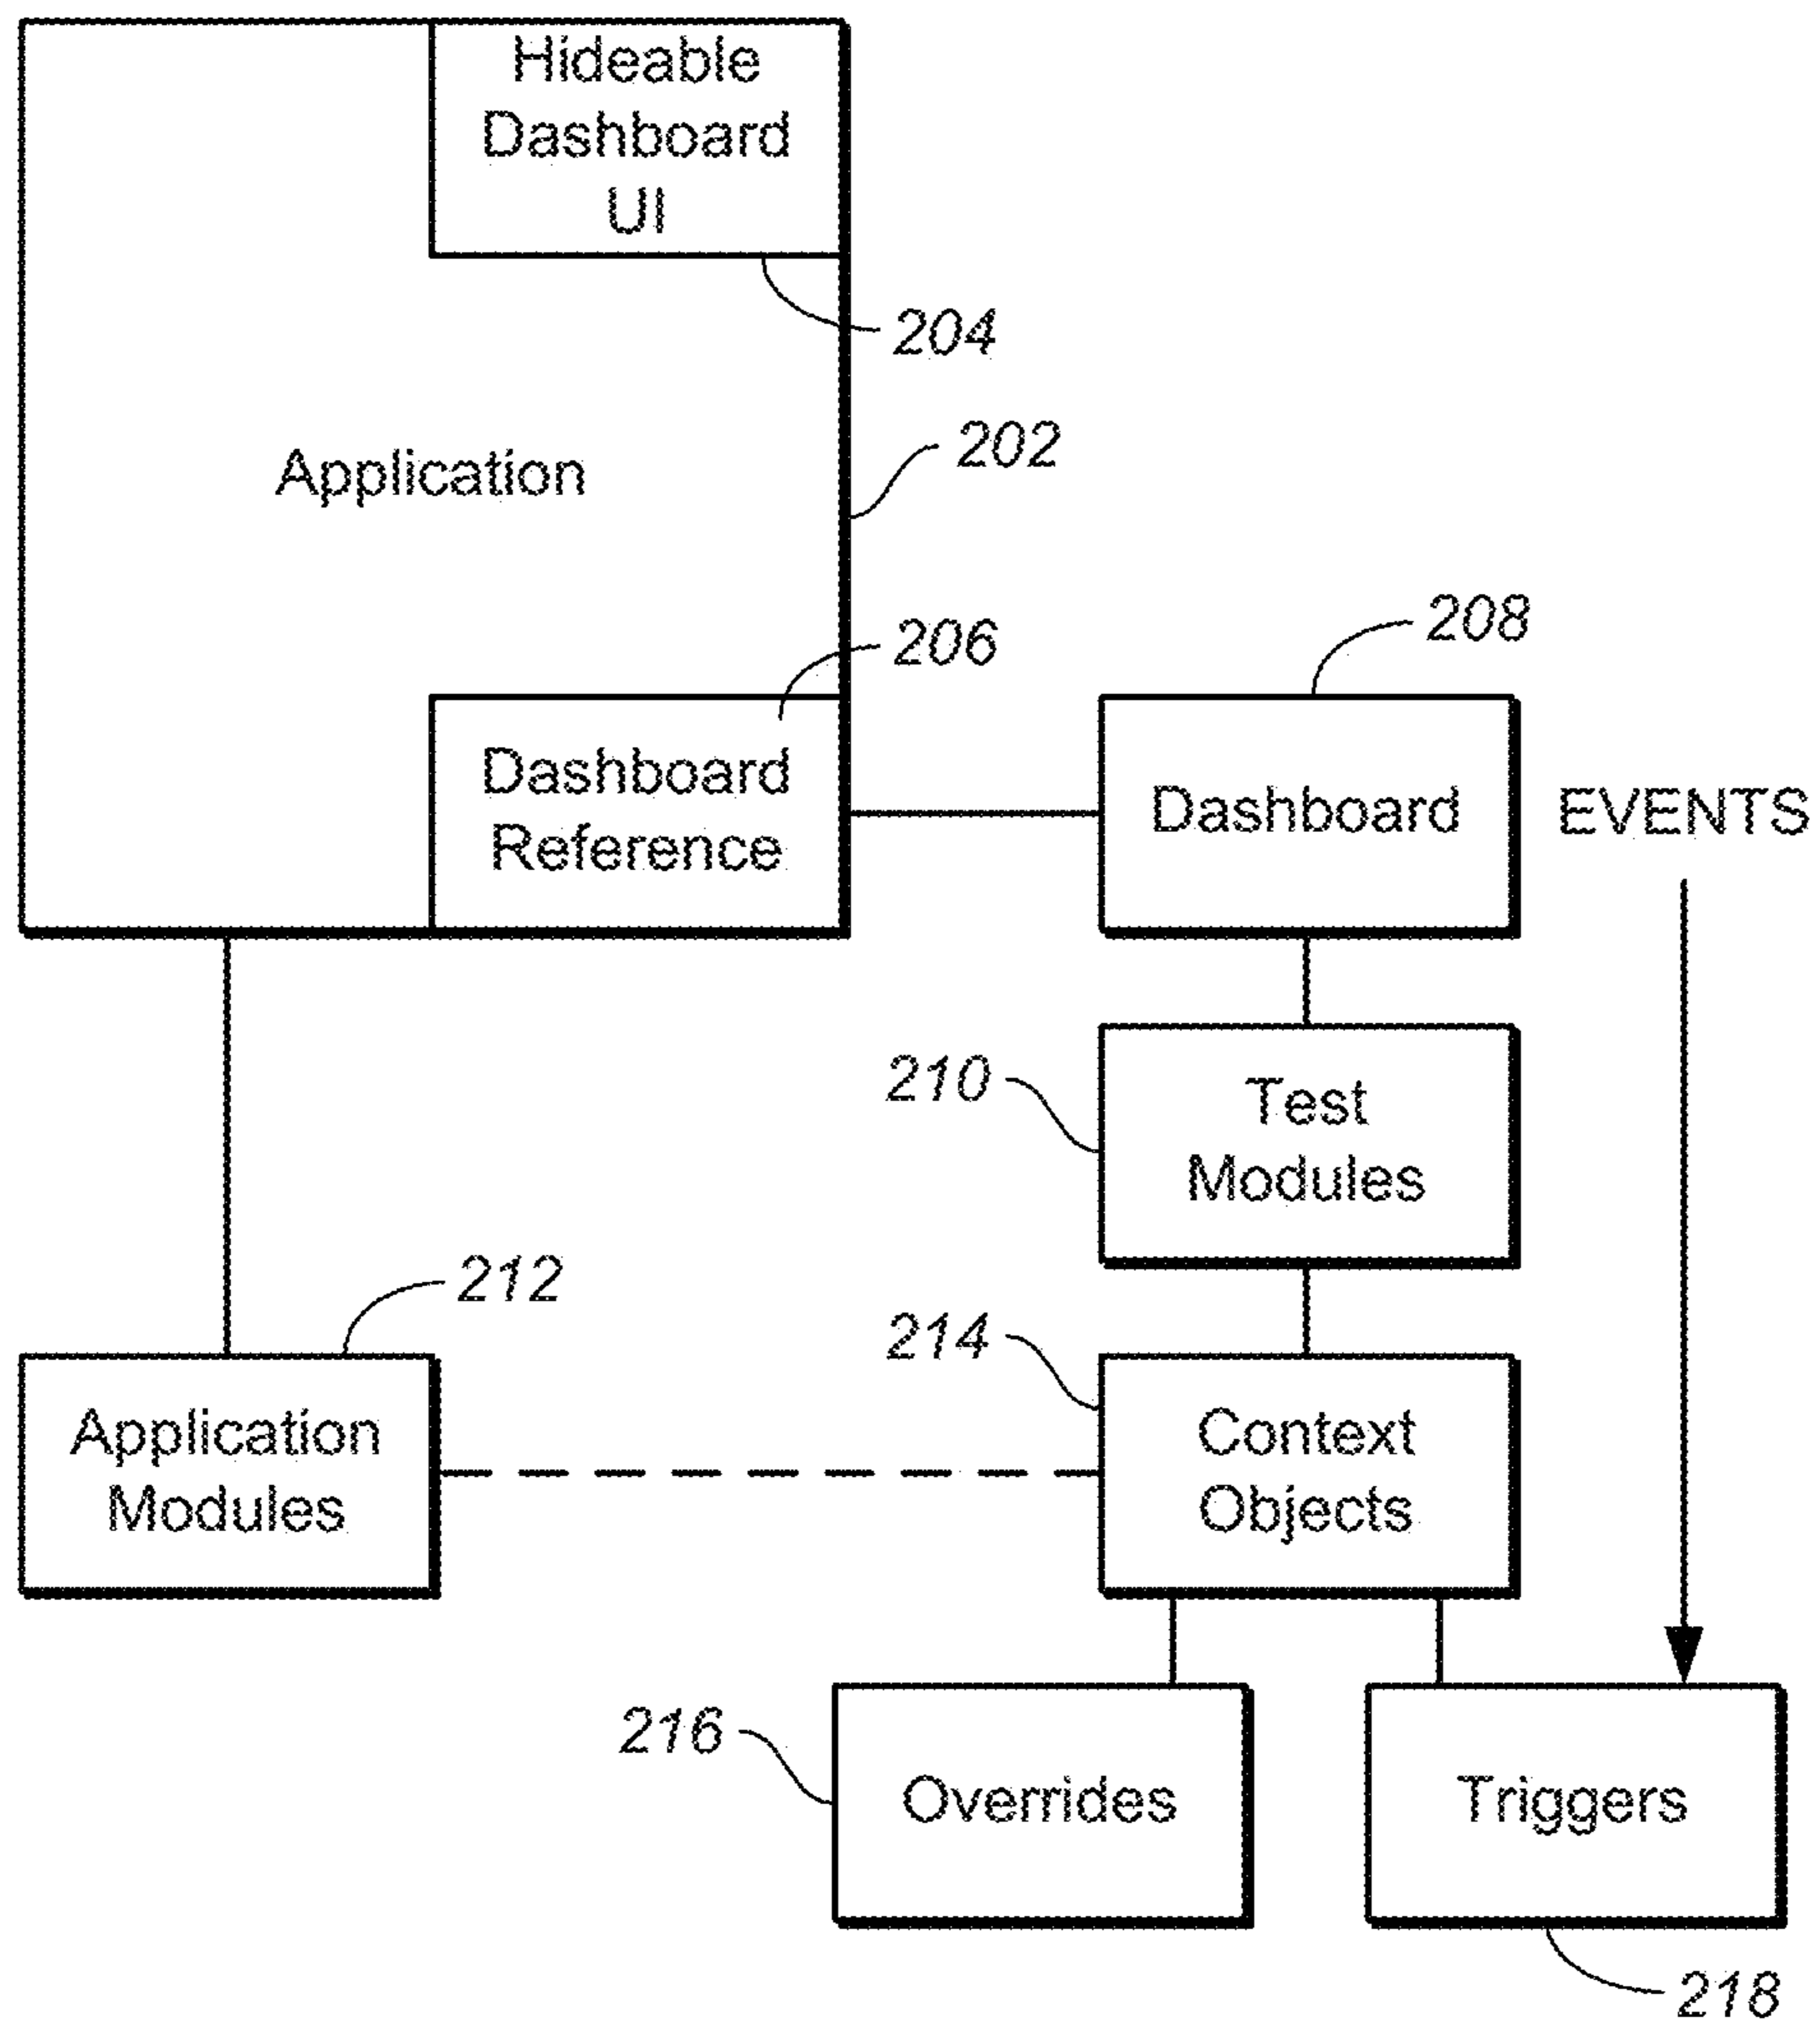 Hideable
Dashboard
UI
204
202
Application
206
208
Dashboard
Reference
Dashboard
EVENTS
210
Test
Modules
212
214
Application
Modules
Context
Objects
216
Overrides
Triggers
218